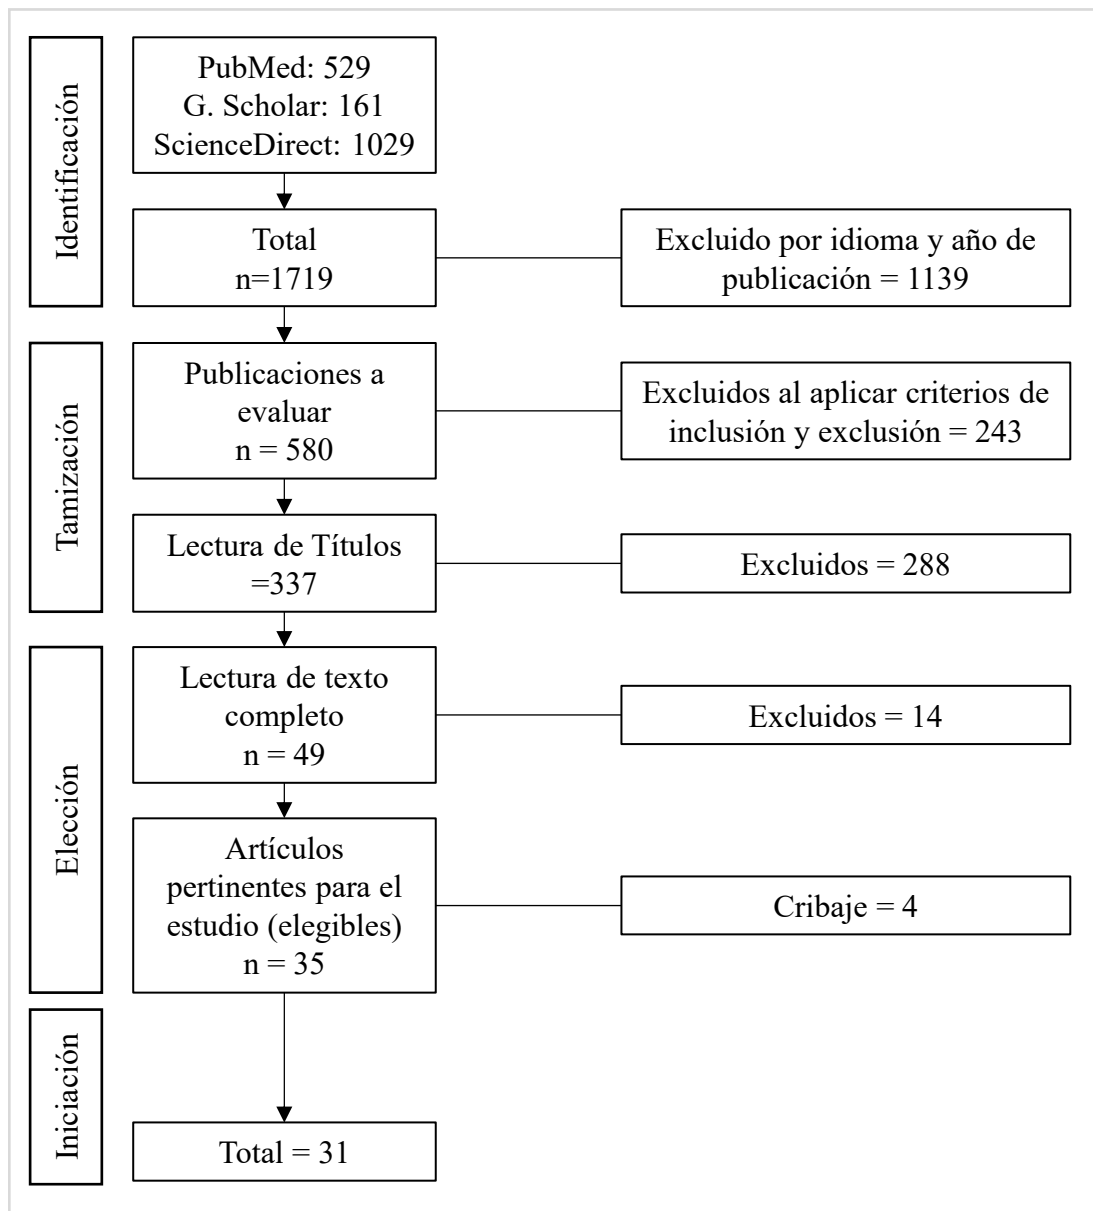 Identificación
PubMed: 529
G. Scholar: 161
ScienceDirect: 1029
Total
n=1719
Excluido por idioma y año de
publicación = 1139
Tamización
Publicaciones a
evaluar
n = 580
Excluidos al aplicar criterios de
inclusión y exclusión = 243
Lectura de Títulos
=337
Excluidos = 288
Elección
Lectura de texto
completo
n = 49
Excluidos = 14
Artículos
pertinentes para el
estudio (elegibles)
n = 35
Cribaje = 4
Iniciación
Total = 31